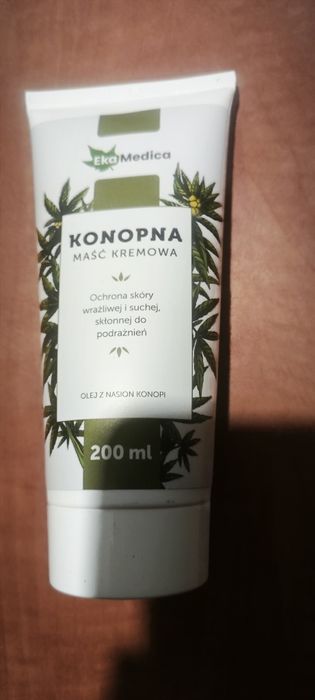 EkaMedica
KONOPNA
MAŚĆ KREMOWA
Ochrona skóry
wrażliwej i suchej,
skłonnej do
podrażnień
OLEJ Z NASION KONOPI
200 ml